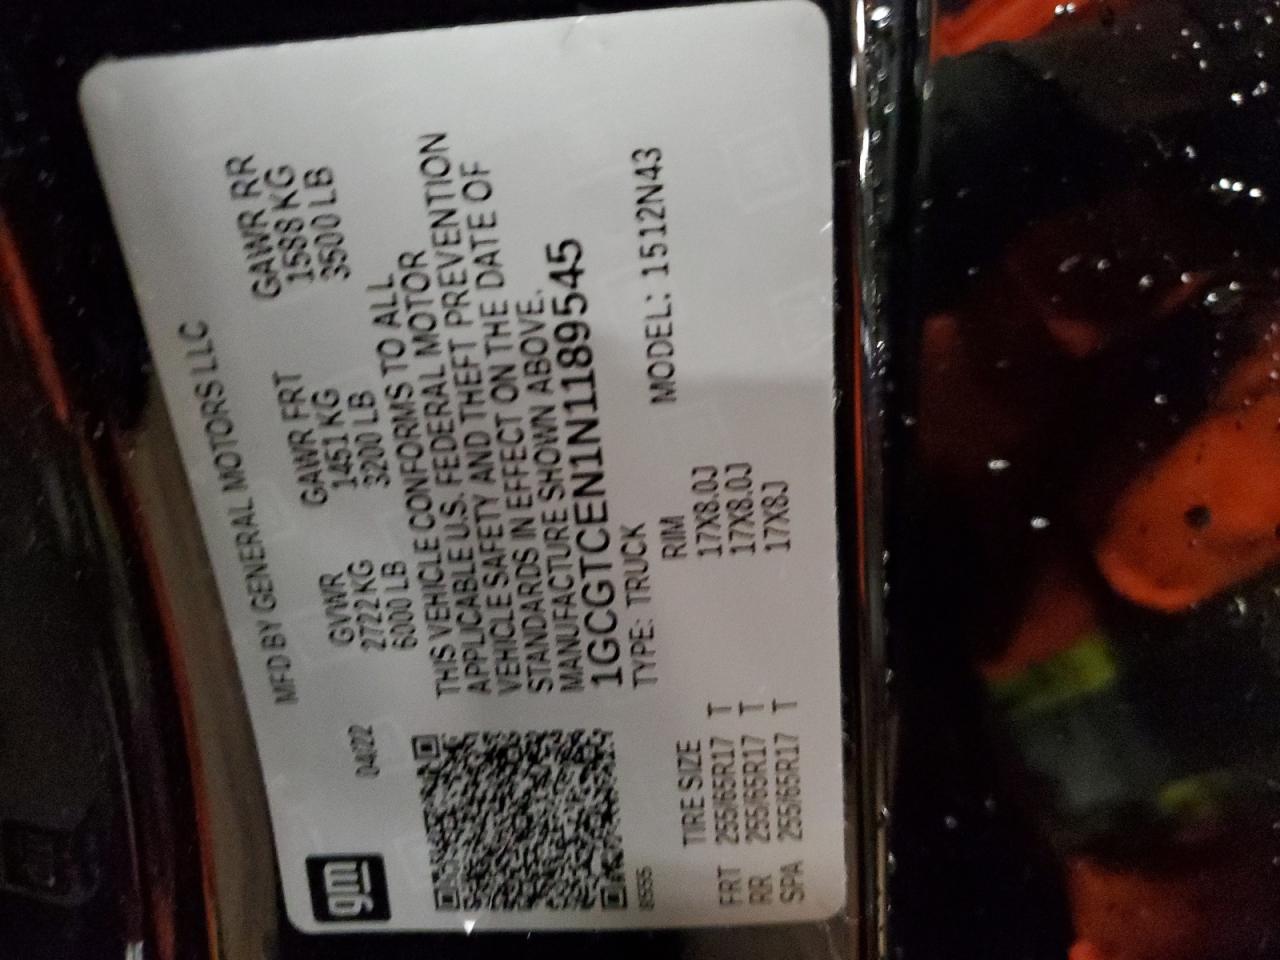 MFD BY GENERAL MOTORS LLC
04/22 GVWR GAWR FRT GAWR RR
2722 KG 1451 KG 1588 KG
6000 LB 3200 LB 3500 LB
THIS VEHICLE CONFORMS TO ALL
APPLICABLE U.S. FEDERAL MOTOR
VEHICLE SAFETY AND THEFT PREVENTION
STANDARDS IN EFFECT ON THE DATE OF
MANUFACTURE SHOWN ABOVE.
1GCGTCEN1N1189545
TYPE: TRUCK MODEL: 1512N43
gm
TIRE SIZE RIM
FRT 255/65R17 T 17X8.0J
RR 255/65R17 T 17X8.0J
SPA 255/65R17 T 17X8J